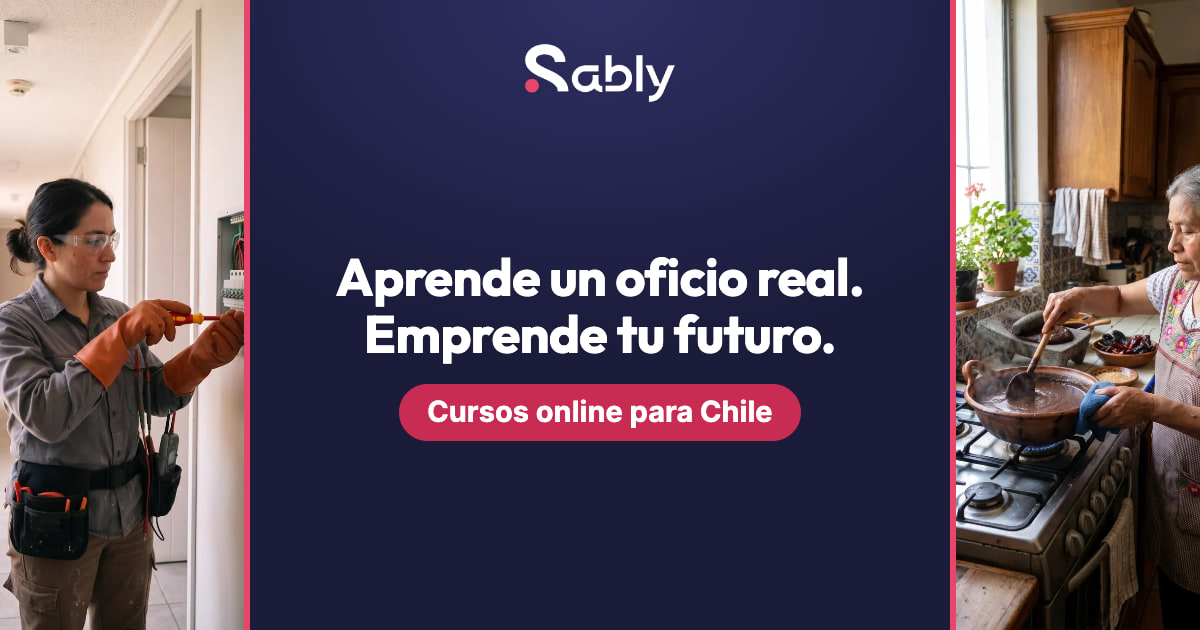 Sably
Aprende un oficio real.
Emprende tu futuro.
Cursos online para Chile